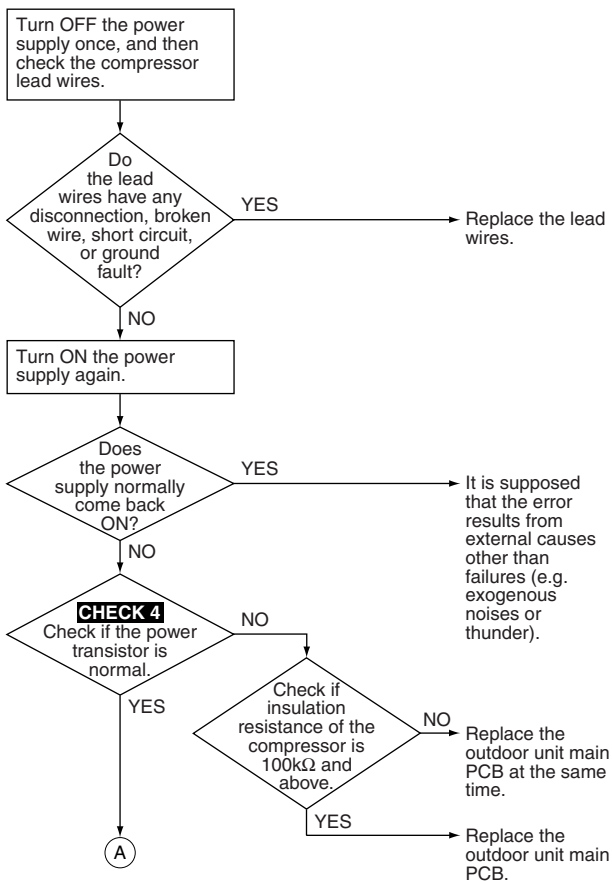 Turn OFF the power
supply once, and then
check the compressor
lead wires.
Do
the lead
wires have any
disconnection, broken
wire, short circuit,
or ground
fault?
YES
Replace the lead
wires.
NO
Turn ON the power
supply again.
Does
the power
supply normally
come back
ON?
YES
It is supposed
that the error
results from
external causes
other than
failures (e.g.
exogenous
noises or
thunder).
NO
CHECK 4
Check if the power
transistor is
normal.
NO
YES
Check if
insulation
resistance of the
compressor is
100kΩ and
above.
NO
Replace the
outdoor unit main
PCB at the same
time.
YES
Replace the
outdoor unit main
PCB.
A